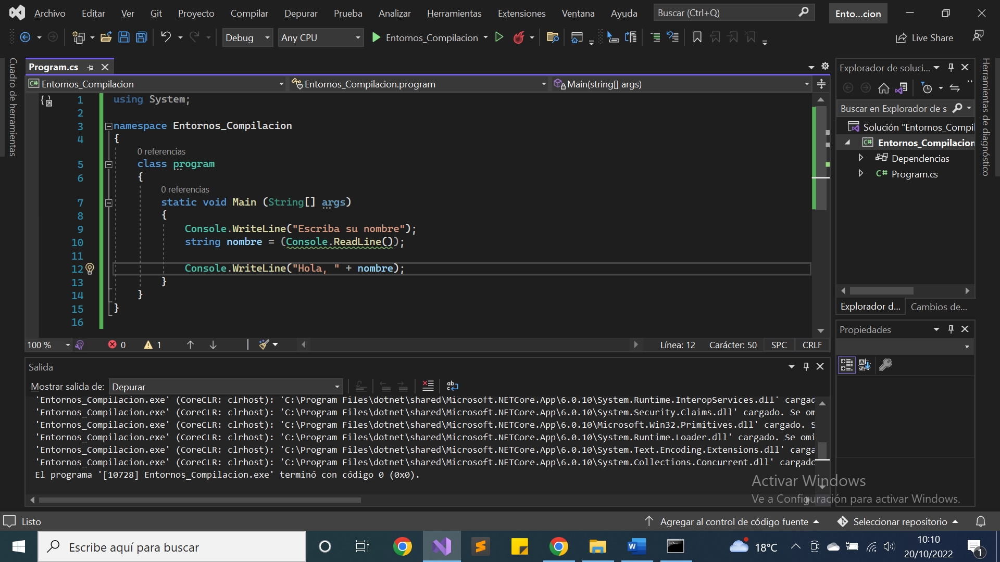 Archivo Editar Ver Git Proyecto Compilar Depurar Prueba Analizar Herramientas Extensiones Ventana Ayuda Buscar (Ctrl+Q) Ento...cion
Debug Any CPU Entornos_Compilacion Live Share
Cuadro de herramientas
Program.cs
Entornos_Compilacion Entornos_Compilacion.program Main(string[] args)
1 using System;
2
3 namespace Entornos_Compilacion
4 {
0 referencias
5 class program
6 {
0 referencias
7 static void Main (String[] args)
8 {
9 Console.WriteLine("Escriba su nombre");
10 string nombre = (Console.ReadLine());
11
12 Console.WriteLine("Hola, " + nombre);
13 }
14 }
15 }
16
100 % 0 1 Línea: 12 Carácter: 50 SPC CRLF
Explorador de soluci...
Buscar en Explorador de s
Solución "Entornos_Compil
C# Entornos_Compilacion
Dependencias
C# Program.cs
Explorador d... Cambios de...
Propiedades
Herramientas de diagnóstico
Salida
Mostrar salida de: Depurar
'Entornos_Compilacion.exe' (CoreCLR: clrhost): 'C:\Program Files\dotnet\shared\Microsoft.NETCore.App\6.0.10\System.Runtime.InteropServices.dll' cargad
'Entornos_Compilacion.exe' (CoreCLR: clrhost): 'C:\Program Files\dotnet\shared\Microsoft.NETCore.App\6.0.10\System.Security.Claims.dll' cargado. Se om
'Entornos_Compilacion.exe' (CoreCLR: clrhost): 'C:\Program Files\dotnet\shared\Microsoft.NETCore.App\6.0.10\Microsoft.Win32.Primitives.dll' cargado. S
'Entornos_Compilacion.exe' (CoreCLR: clrhost): 'C:\Program Files\dotnet\shared\Microsoft.NETCore.App\6.0.10\System.Runtime.Loader.dll' cargado. Se omi
'Entornos_Compilacion.exe' (CoreCLR: clrhost): 'C:\Program Files\dotnet\shared\Microsoft.NETCore.App\6.0.10\System.Text.Encoding.Extensions.dll' carga
'Entornos_Compilacion.exe' (CoreCLR: clrhost): 'C:\Program Files\dotnet\shared\Microsoft.NETCore.App\6.0.10\System.Collections.Concurrent.dll' cargado
El programa '[10728] Entornos_Compilacion.exe' terminó con código 0 (0x0).
Activar Windows
Ve a Configuración para activar Windows.
Listo Agregar al control de código fuente Seleccionar repositorio
Escribe aquí para buscar 18°C 10:10
20/10/2022 1